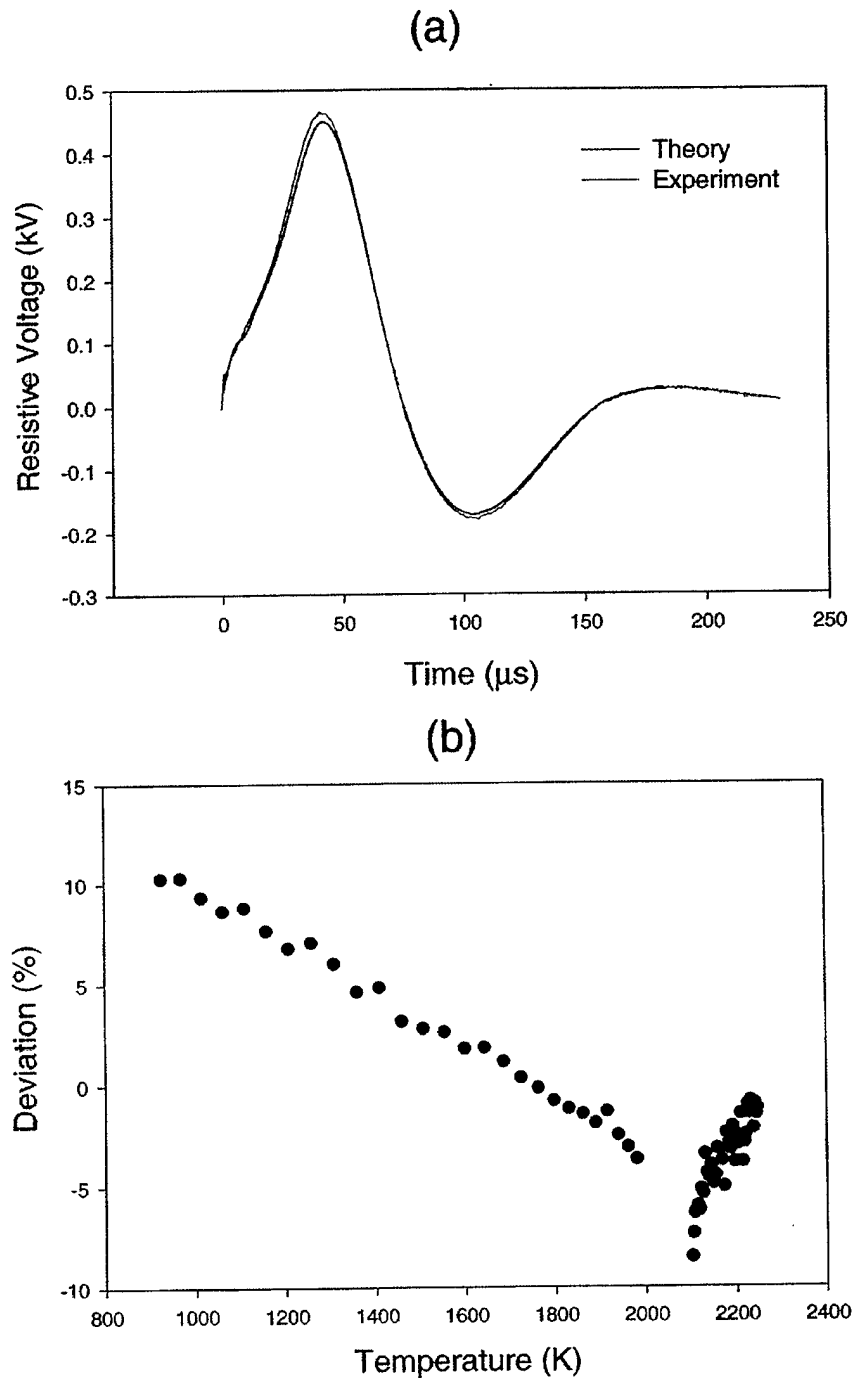 (a)
Resistive Voltage (kV)
0.5
0.4
0.3
0.2
0.1
0.0
-0.1
-0.2
-0.3
Theory
Experiment
0 50 100 150 200 250
Time (µs)
(b)
Deviation (%)
15
10
5
0
-5
-10
800 1000 1200 1400 1600 1800 2000 2200 2400
Temperature (K)